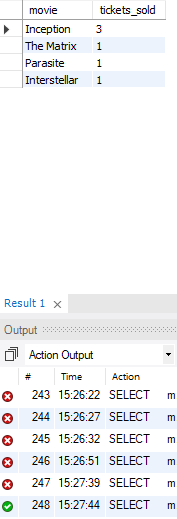 movie tickets_sold
Inception 3
The Matrix 1
Parasite 1
Interstellar 1
Result 1 ×
Output
Action Output
# Time Action
243 15:26:22 SELECT m
244 15:26:27 SELECT m
245 15:26:32 SELECT m
246 15:26:51 SELECT m
247 15:27:39 SELECT m
248 15:27:44 SELECT m